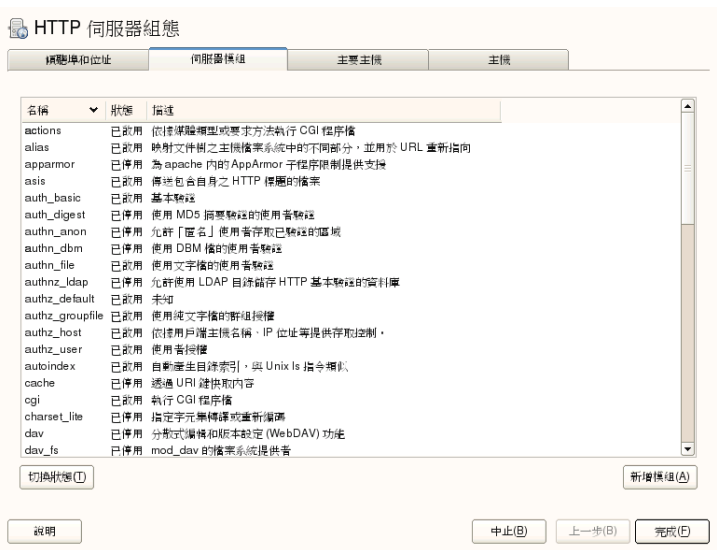 HTTP 伺服器組態
傾聽埠和位址 伺服器模組 主要主機 主機
名稱 狀態 描述
actions 已啟用 依據媒體類型或要求方法執行 CGI 程序檔
alias 已啟用 映射文件樹之主機檔案系統中的不同部分，並用於 URL 重新指向
apparmor 已停用 為 apache 內的 AppArmor 子程序限制提供支援
asis 已啟用 傳送包含自身之 HTTP 標題的檔案
auth_basic 已啟用 基本驗證
auth_digest 已停用 使用 MD5 摘要驗證的使用者驗證
authn_anon 已停用 允許「匿名」使用者存取已驗證的區域
authn_dbm 已停用 使用 DBM 檔的使用者驗證
authn_file 已啟用 使用文字檔的使用者驗證
authnz_ldap 已停用 允許使用 LDAP 目錄儲存 HTTP 基本驗證的資料庫
authz_default 已啟用 未知
authz_groupfile 已啟用 使用純文字檔的群組授權
authz_host 已啟用 依據用戶端主機名稱、IP 位址等提供存取控制。
authz_user 已啟用 使用者授權
autoindex 已啟用 自動產生目錄索引，與 Unix ls 指令類似
cache 已停用 透過 URI 鍵快取內容
cgi 已啟用 執行 CGI 程序檔
charset_lite 已停用 指定字元集轉譯或重新編碼
dav 已停用 分散式編輯和版本設定 (WebDAV) 功能
dav_fs 已停用 mod_dav 的檔案系統提供者
切換狀態(T) 新增模組(A)
說明 中止(B) 上一步(B) 完成(F)